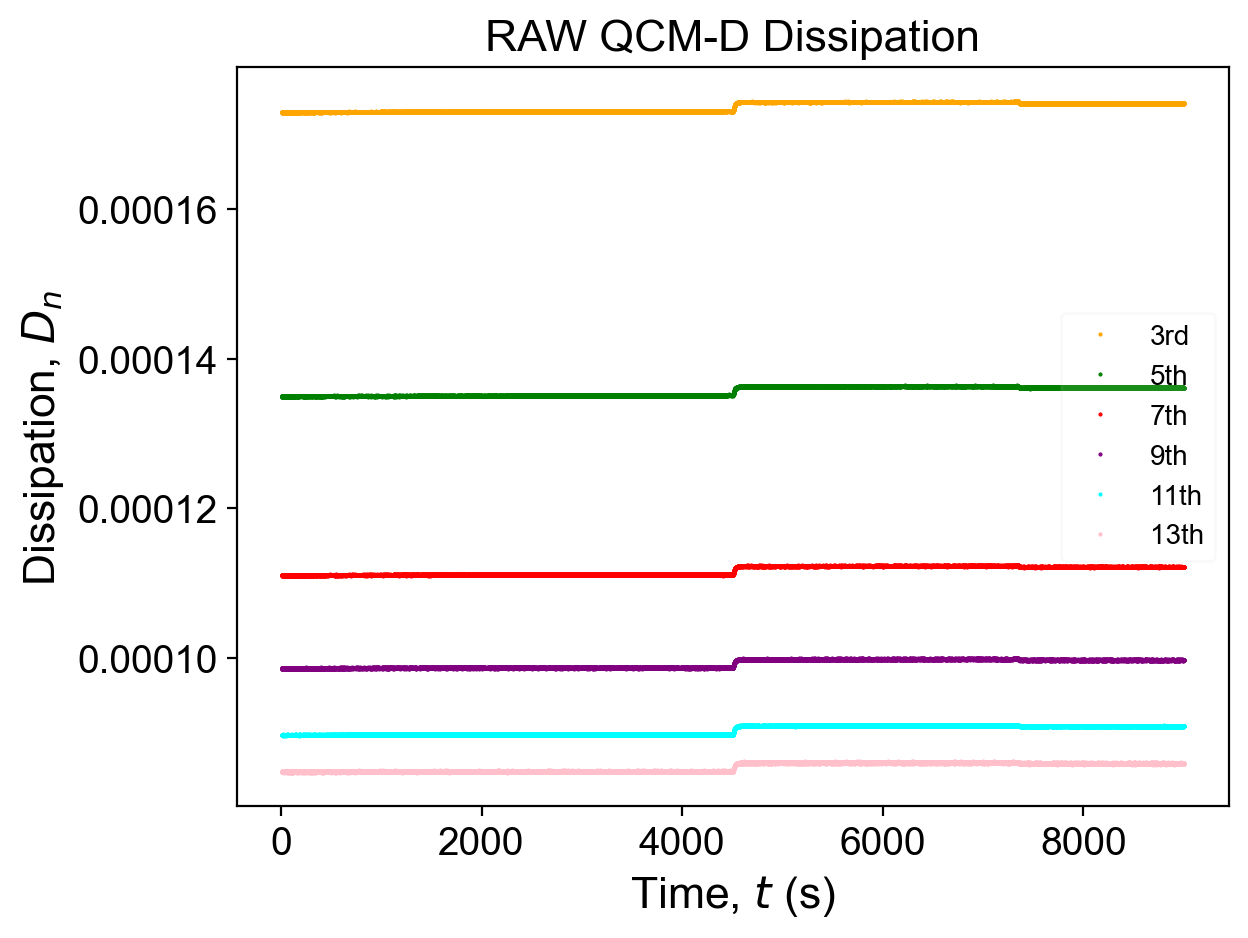 RAW QCM-D Dissipation
Dissipation, Dₙ
0.00016
0.00014
0.00012
0.00010
3rd
5th
7th
9th
11th
13th
0 2000 4000 6000 8000
Time, t (s)